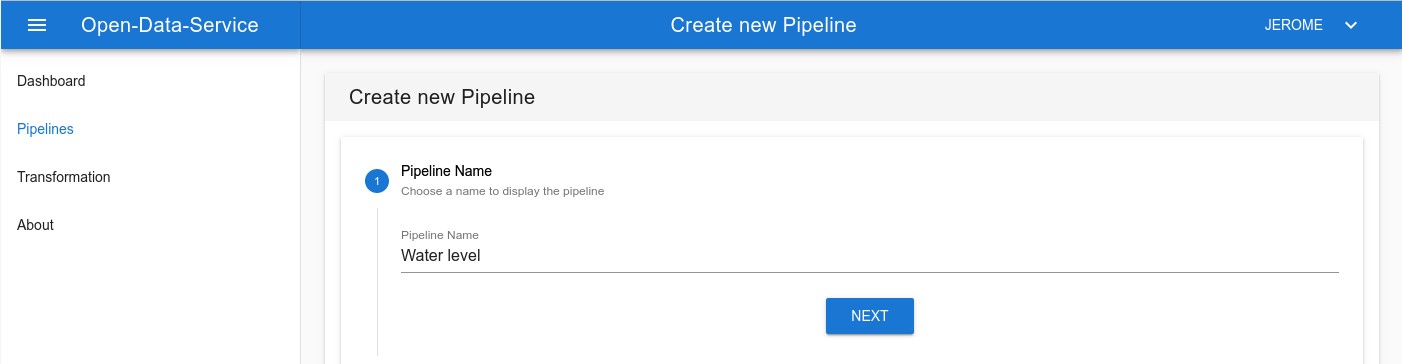 Open-Data-Service
Create new Pipeline
JEROME
Dashboard
Pipelines
Transformation
About
Create new Pipeline
1
Pipeline Name
Choose a name to display the pipeline
Pipeline Name
Water level
NEXT